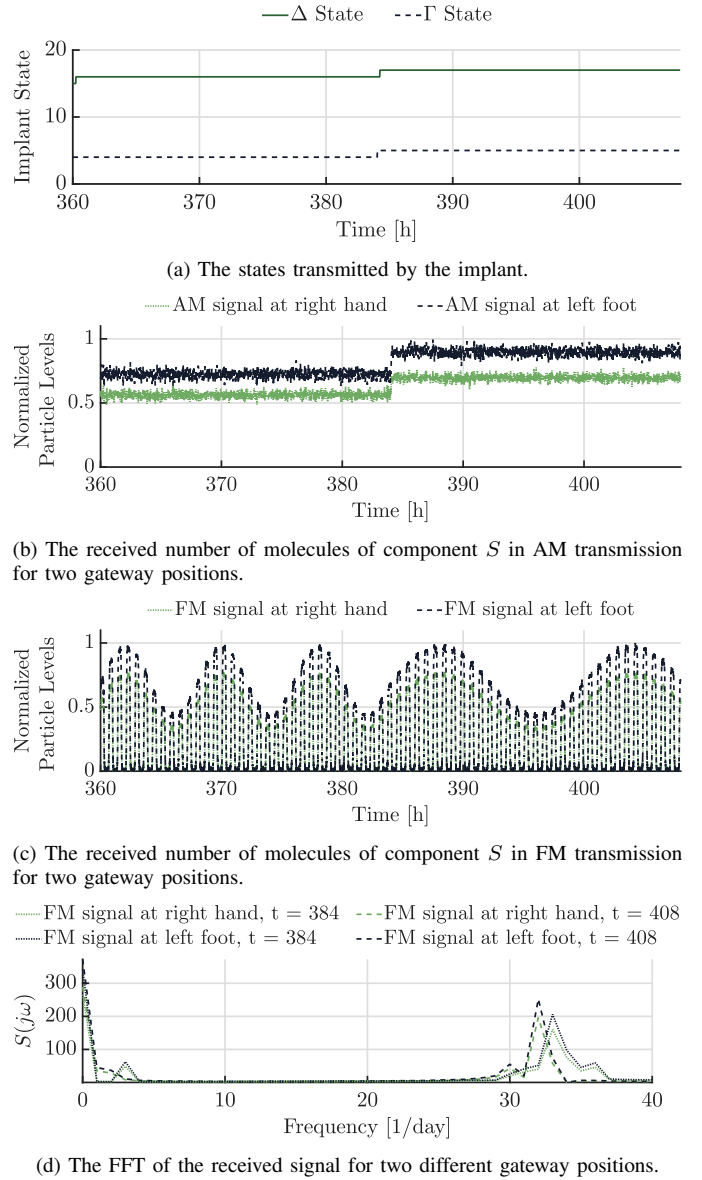 Δ State Γ State
20
10
0
Implant State
360 370 380 390 400
Time [h]
(a) The states transmitted by the implant.
AM signal at right hand AM signal at left foot
1
0.5
0
Normalized
Particle Levels
360 370 380 390 400
Time [h]
(b) The received number of molecules of component S in AM transmission
for two gateway positions.
FM signal at right hand FM signal at left foot
1
0.5
1
Normalized
Particle Levels
360 370 380 390 400
Time [h]
(c) The received number of molecules of component S in FM transmission
for two gateway positions.
FM signal at right hand, t = 384 FM signal at right hand, t = 408
FM signal at left foot, t = 384 FM signal at left foot, t = 408
300
200
100
S(jω)
0 10 20 30 40
Frequency [1/day]
(d) The FFT of the received signal for two different gateway positions.